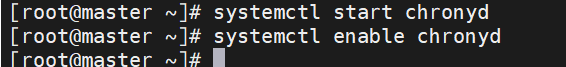 [root@master ~]# systemctl start chronyd
[root@master ~]# systemctl enable chronyd
[root@master ~]#